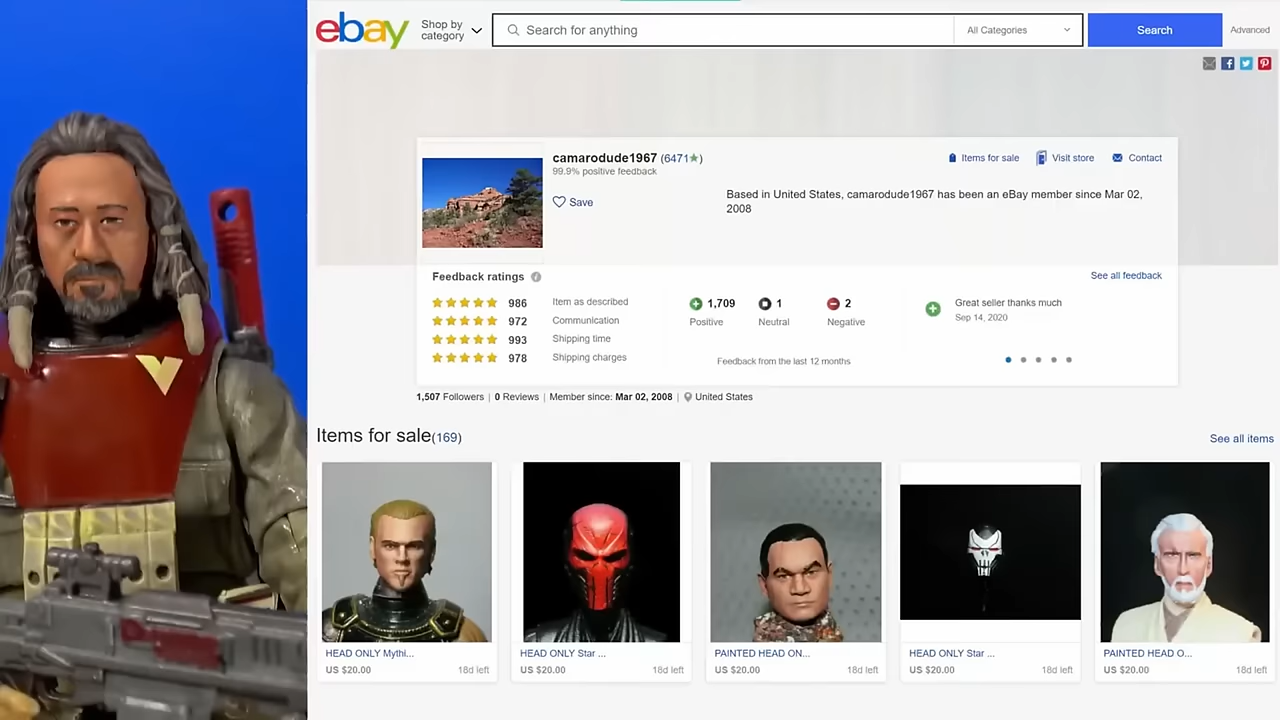 ebay
Shop by
category
Search for anything
All Categories
Search
Advanced
camarodude1967 (6471★)
99.9% positive feedback
Save
Items for sale
Visit store
Contact
Based in United States, camarodude1967 has been an eBay member since Mar 02,
2008
Feedback ratings
See all feedback
986 Item as described
972 Communication
993 Shipping time
978 Shipping charges
1,709
Positive
1
Neutral
2
Negative
Feedback from the last 12 months
Great seller thanks much
Sep 14, 2020
1,507 Followers | 0 Reviews | Member since: Mar 02, 2008 | United States
Items for sale(169)
See all items
HEAD ONLY Mythi...
US $20.00 18d left
HEAD ONLY Star ...
US $20.00 18d left
PAINTED HEAD ON...
US $20.00 18d left
HEAD ONLY Star ...
US $20.00 18d left
PAINTED HEAD O...
US $20.00 18d left